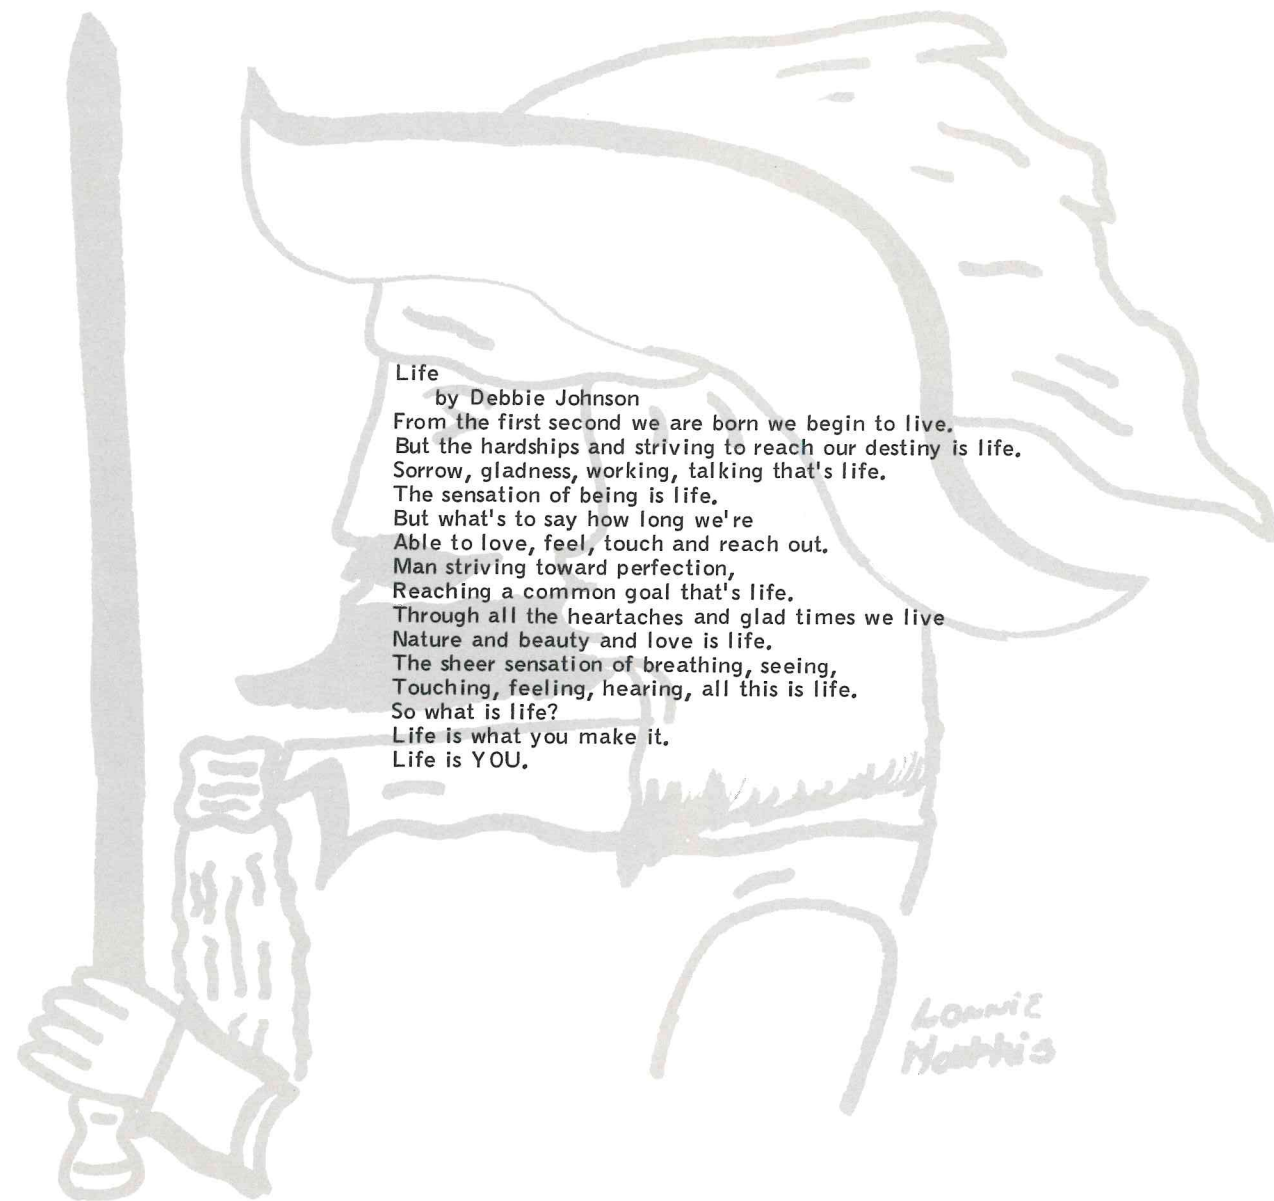 Life
by Debbie Johnson
From the first second we are born we begin to live.
But the hardships and striving to reach our destiny is life.
Sorrow, gladness, working, talking that's life.
The sensation of being is life.
But what's to say how long we're
Able to love, feel, touch and reach out.
Man striving toward perfection,
Reaching a common goal that's life.
Through all the heartaches and glad times we live
Nature and beauty and love is life.
The sheer sensation of breathing, seeing,
Touching, feeling, hearing, all this is life.
So what is life?
Life is what you make it.
Life is YOU.
Lonnie